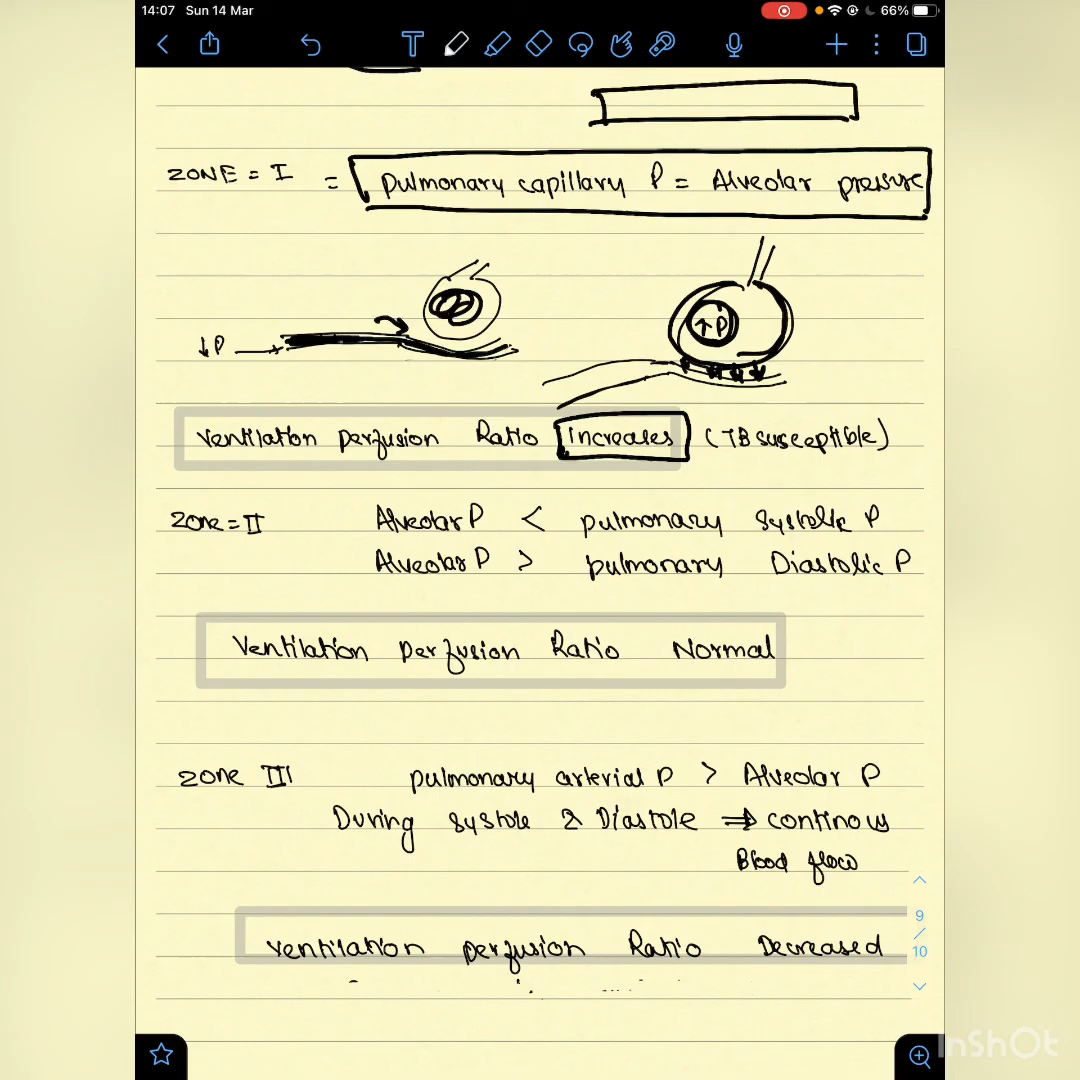 14:07 Sun 14 Mar 66%
ZONE = I = Pulmonary capillary P = Alveolar pressure
↑P
↓P
Ventilation perfusion Ratio Increases (TB susceptible)
Zone = II Alveolar P < pulmonary systolic P
Alveolar P > pulmonary Diastolic P
Ventilation perfusion Ratio Normal
Zone III pulmonary arterial P > Alveolar P
During systole & Diastole ⇒ continous
Blood flow
9
/
10
Ventilation perfusion Ratio Decreased
InShOt